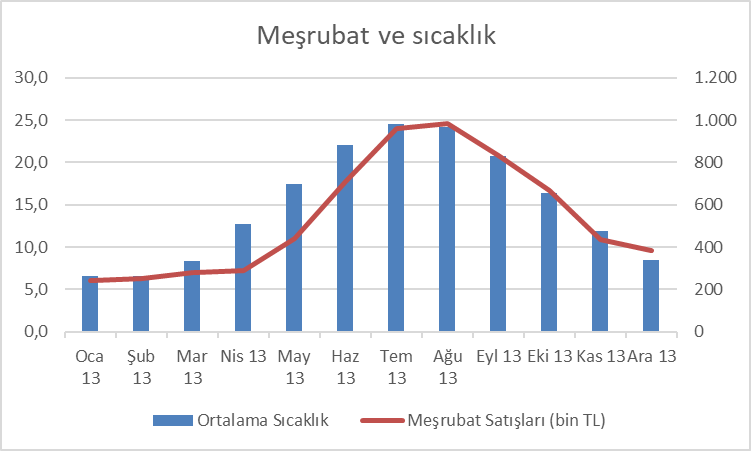 Meşrubat ve sıcaklık
30,0
25,0
20,0
15,0
10,0
5,0
0,0
1.200
1.000
800
600
400
200
0
Oca 13
Şub 13
Mar 13
Nis 13
May 13
Haz 13
Tem 13
Ağu 13
Eyl 13
Eki 13
Kas 13
Ara 13
Ortalama Sıcaklık
Meşrubat Satışları (bin TL)